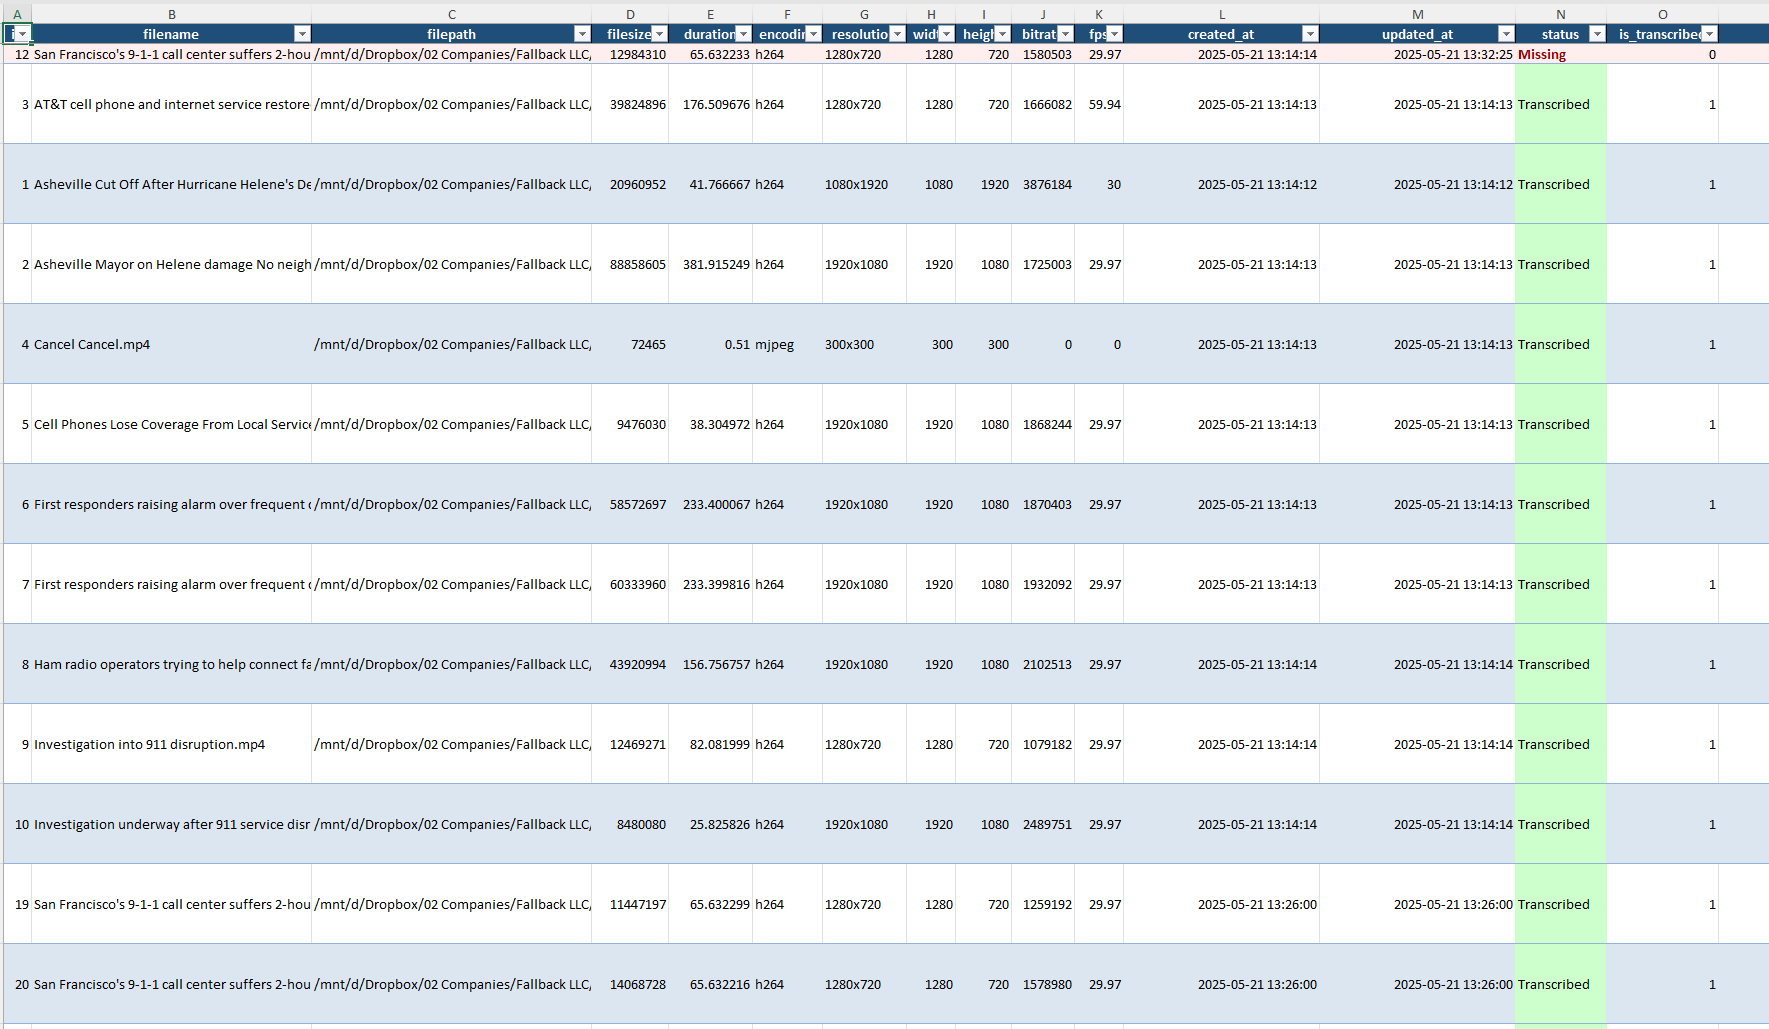 A B C D E F G H I J K L M N O
filename filepath filesize duration resolutio created_at updated_at status
12 San Francisco's 9-1-1 call center suffers 2-hou /mnt/d/Dropbox/02 Companies/Fallback LLC, 12984310 65.632233 h264 1280x720 1280 720 1580503 29.97 2025-05-21 13:14:14 2025-05-21 13:32:25 Missing 0
3 AT&T cell phone and internet service restore /mnt/d/Dropbox/02 Companies/Fallback LLC, 39824896 176.509676 h264 1280x720 1280 720 1666082 59.94 2025-05-21 13:14:13 2025-05-21 13:14:13 Transcribed 1
1 Asheville Cut Off After Hurricane Helene's De /mnt/d/Dropbox/02 Companies/Fallback LLC, 20960952 41.766667 h264 1080x1920 1080 1920 3876184 30 2025-05-21 13:14:12 2025-05-21 13:14:12 Transcribed 1
2 Asheville Mayor on Helene damage No neigh /mnt/d/Dropbox/02 Companies/Fallback LLC, 88858605 381.915249 h264 1920x1080 1920 1080 1725003 29.97 2025-05-21 13:14:13 2025-05-21 13:14:13 Transcribed 1
4 Cancel Cancel.mp4 /mnt/d/Dropbox/02 Companies/Fallback LLC, 72465 0.51 mjpeg 300x300 300 300 0 0 2025-05-21 13:14:13 2025-05-21 13:14:13 Transcribed 1
5 Cell Phones Lose Coverage From Local Service /mnt/d/Dropbox/02 Companies/Fallback LLC, 9476030 38.304972 h264 1920x1080 1920 1080 1868244 29.97 2025-05-21 13:14:13 2025-05-21 13:14:13 Transcribed 1
6 First responders raising alarm over frequent /mnt/d/Dropbox/02 Companies/Fallback LLC, 58572697 233.400067 h264 1920x1080 1920 1080 1870403 29.97 2025-05-21 13:14:13 2025-05-21 13:14:13 Transcribed 1
7 First responders raising alarm over frequent /mnt/d/Dropbox/02 Companies/Fallback LLC, 60333960 233.399816 h264 1920x1080 1920 1080 1932092 29.97 2025-05-21 13:14:13 2025-05-21 13:14:13 Transcribed 1
8 Ham radio operators trying to help connect fa /mnt/d/Dropbox/02 Companies/Fallback LLC, 43920994 156.756757 h264 1920x1080 1920 1080 2102513 29.97 2025-05-21 13:14:14 2025-05-21 13:14:14 Transcribed 1
9 Investigation into 911 disruption.mp4 /mnt/d/Dropbox/02 Companies/Fallback LLC, 12469271 82.081999 h264 1280x720 1280 720 1079182 29.97 2025-05-21 13:14:14 2025-05-21 13:14:14 Transcribed 1
10 Investigation underway after 911 service disr /mnt/d/Dropbox/02 Companies/Fallback LLC, 8480080 25.825826 h264 1920x1080 1920 1080 2489751 29.97 2025-05-21 13:14:14 2025-05-21 13:14:14 Transcribed 1
19 San Francisco's 9-1-1 call center suffers 2-hou /mnt/d/Dropbox/02 Companies/Fallback LLC, 11447197 65.632299 h264 1280x720 1280 720 1259192 29.97 2025-05-21 13:26:00 2025-05-21 13:26:00 Transcribed 1
20 San Francisco's 9-1-1 call center suffers 2-hou /mnt/d/Dropbox/02 Companies/Fallback LLC, 14068728 65.632216 h264 1280x720 1280 720 1578980 29.97 2025-05-21 13:26:00 2025-05-21 13:26:00 Transcribed 1